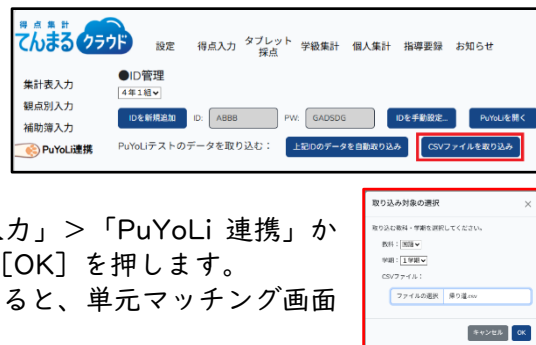 得点集計
てんまるクラウド
設定 得点入力 タブレット採点 学級集計 個人集計 指導要録 お知らせ
集計表入力
観点別入力
補助簿入力
PuYoLi連携
●ID管理
4年1組
IDを新規追加 ID: ABBB PW: GADSDG IDを手動設定... PuYoLiを開く
PuYoLiテストのデータを取り込む: 上記IDのデータを自動取り込み CSVファイルを取り込み
入力」>「PuYoLi 連携」か
[OK]を押します。
ると、単元マッチング画面
取り込み対象の選択 ×
取り込む教科・学期を選択してください。
教科: 国語
学期: 1学期
CSVファイル:
ファイルの選択 帰り道.csv
キャンセル OK